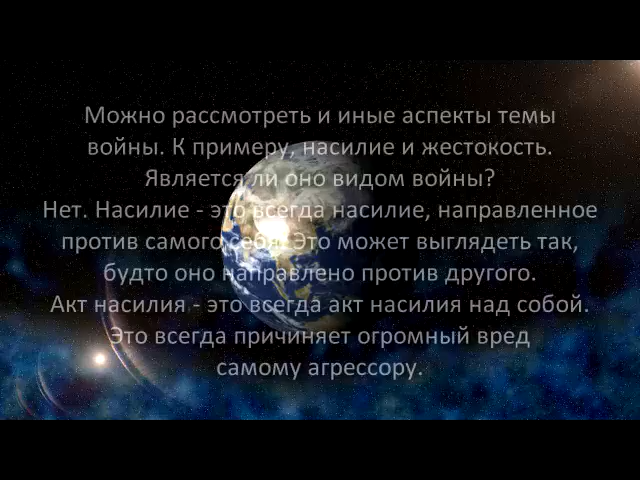 Можно рассмотреть и иные аспекты темы
войны. К примеру, насилие и жестокость.
Является ли оно видом войны?
Нет. Насилие - это всегда насилие, направленное
против самого себя. Это может выглядеть так,
будто оно направлено против другого.
Акт насилия - это всегда акт насилия над собой.
Это всегда причиняет огромный вред
самому агрессору.